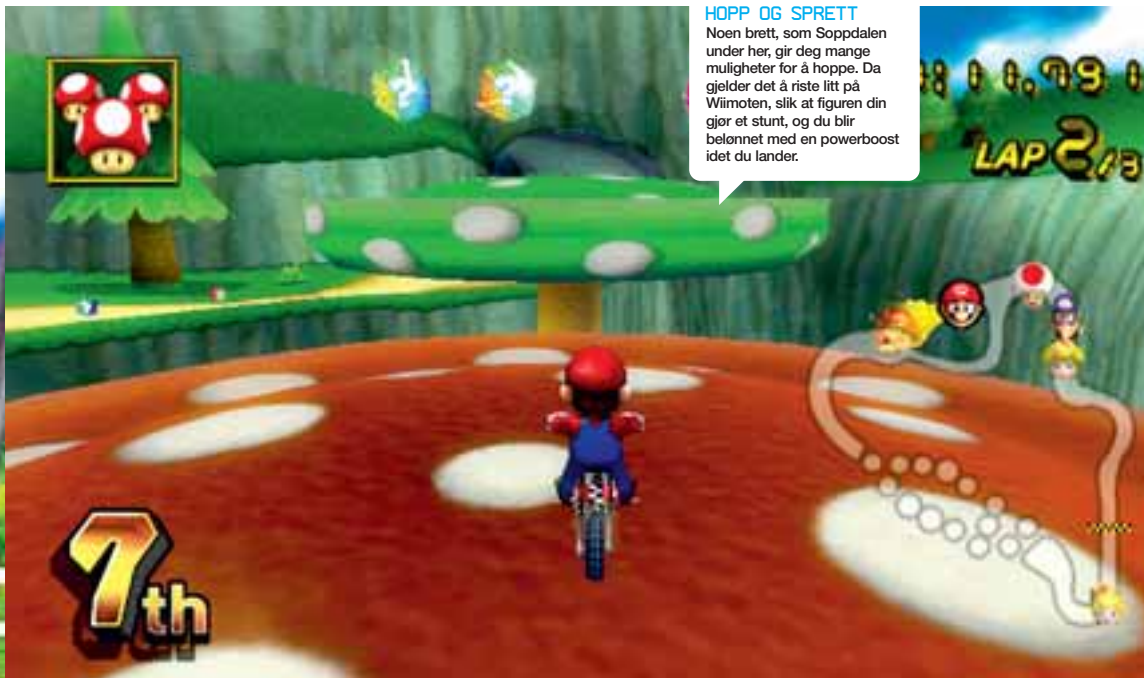 HOPP OG SPRETT
Noen brett, som Soppdalen
under her, gir deg mange
muligheter for å hoppe. Da
gjelder det å riste litt på
Wiimoten, slik at figuren din
gjør et stunt, og du blir
belønnet med en powerboost
idet du lander.
LAP 2/3
7th